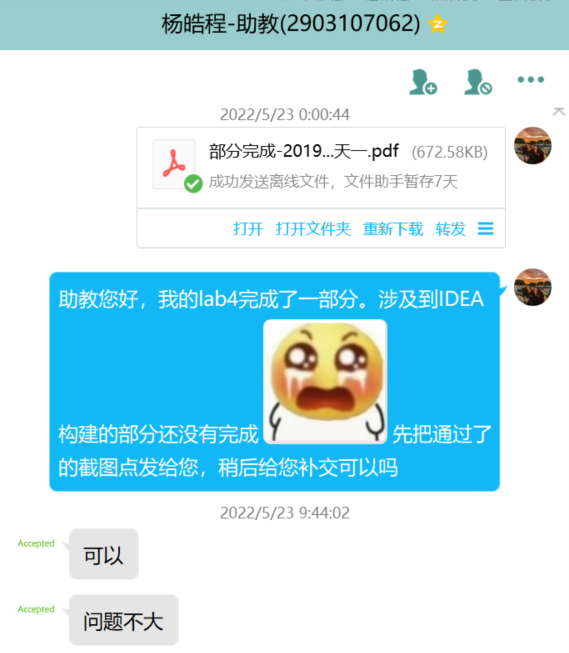 杨皓程-助教(2903107062)
2022/5/23 0:00:44
部分完成-2019...天一.pdf (672.58KB)
成功发送离线文件，文件助手暂存7天
打开 打开文件夹 重新下载 转发
助教您好，我的lab4完成了一部分。涉及到IDEA
构建的部分还没有完成 先把通过了
的截图点发给您，稍后给您补交可以吗
2022/5/23 9:44:02
Accepted
可以
Accepted
问题不大